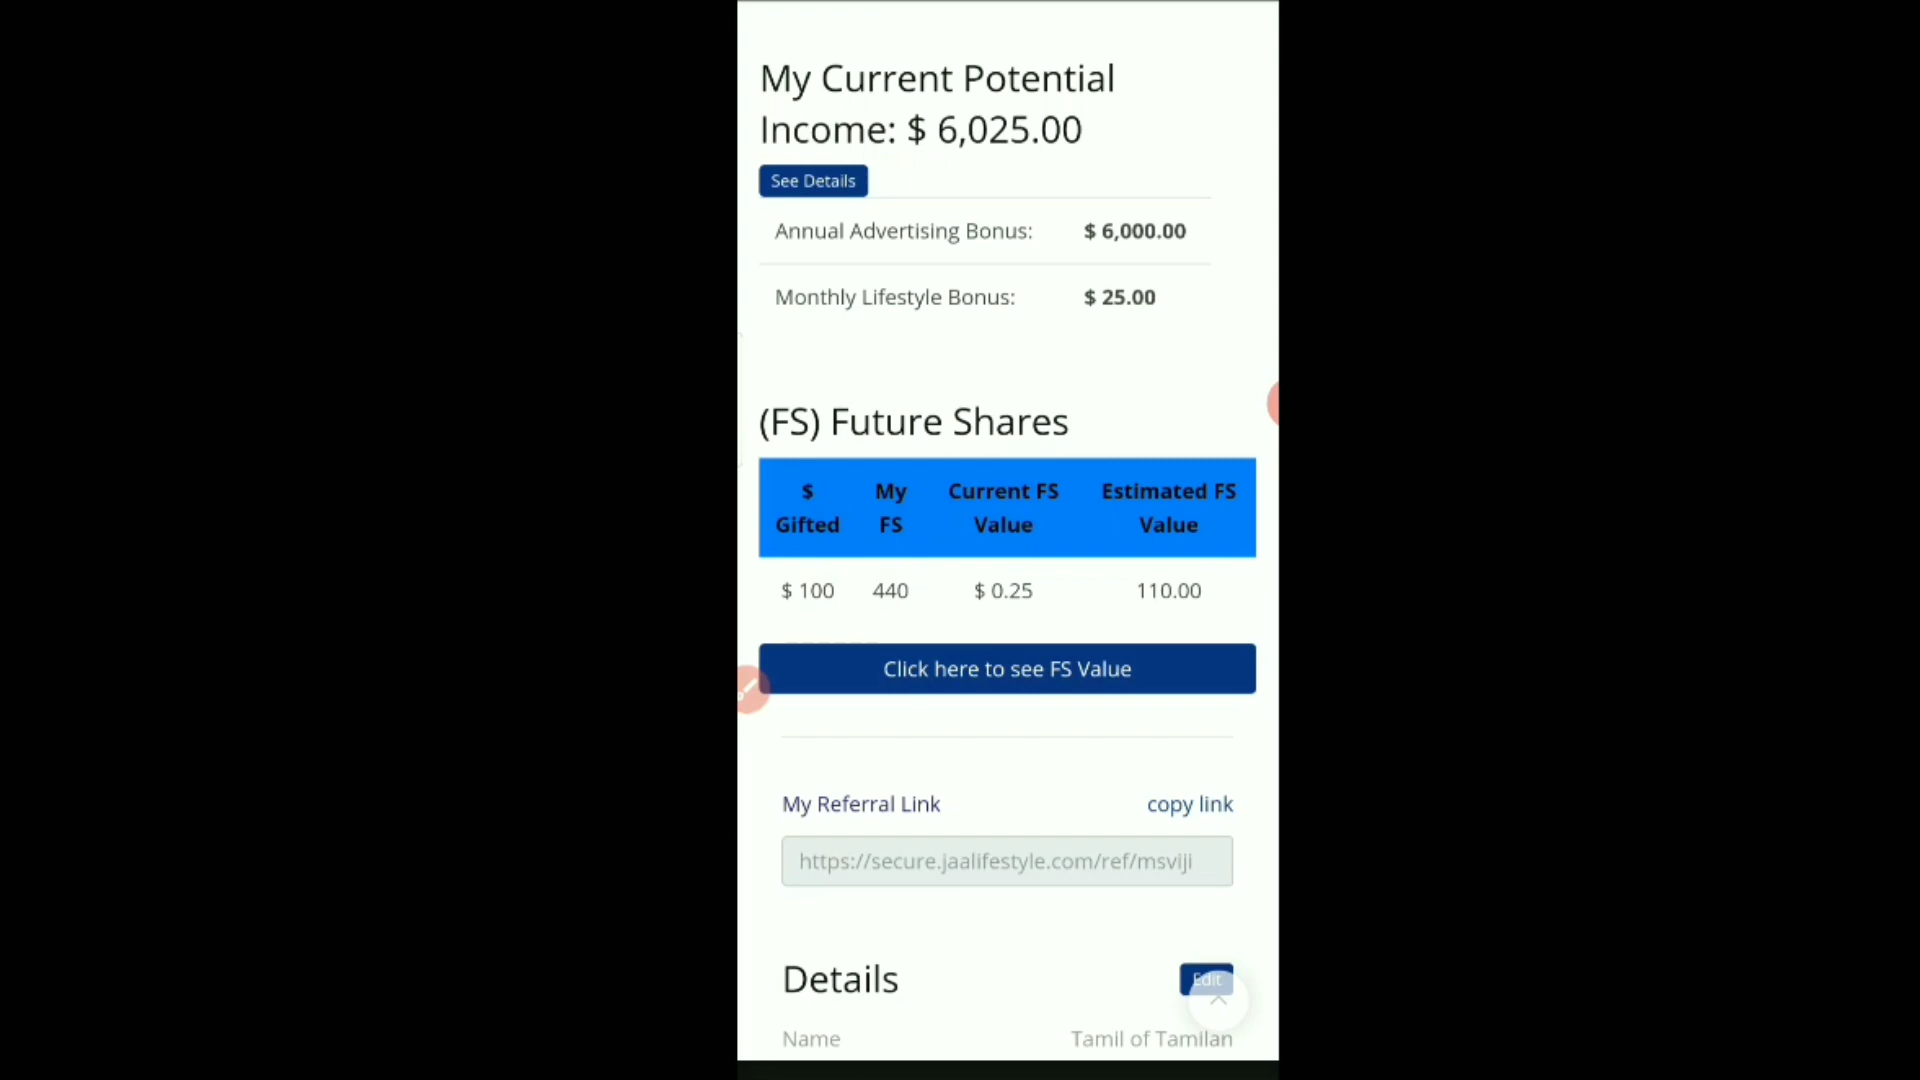 My Current Potential
Income: $ 6,025.00
See Details
Annual Advertising Bonus: $ 6,000.00
Monthly Lifestyle Bonus: $ 25.00
(FS) Future Shares
$ Gifted My FS Current FS Value Estimated FS Value
$ 100 440 $ 0.25 110.00
Click here to see FS Value
My Referral Link copy link
https://secure.jaalifestyle.com/ref/msviji
Details Edit
Name Tamil of Tamilan